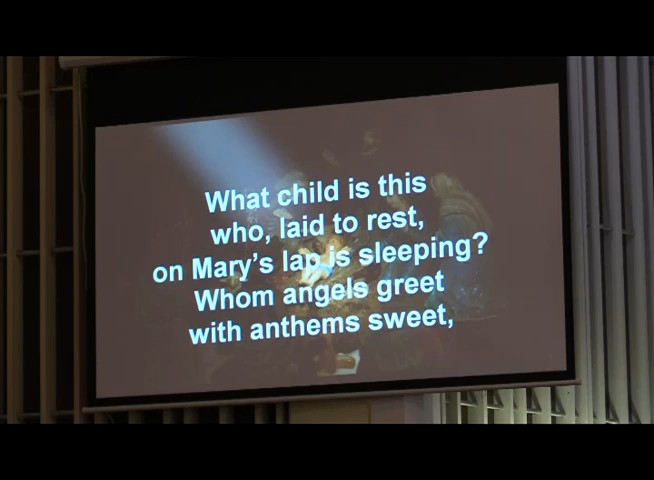 What child is this
who, laid to rest,
on Mary's lap is sleeping?
Whom angels greet
with anthems sweet,